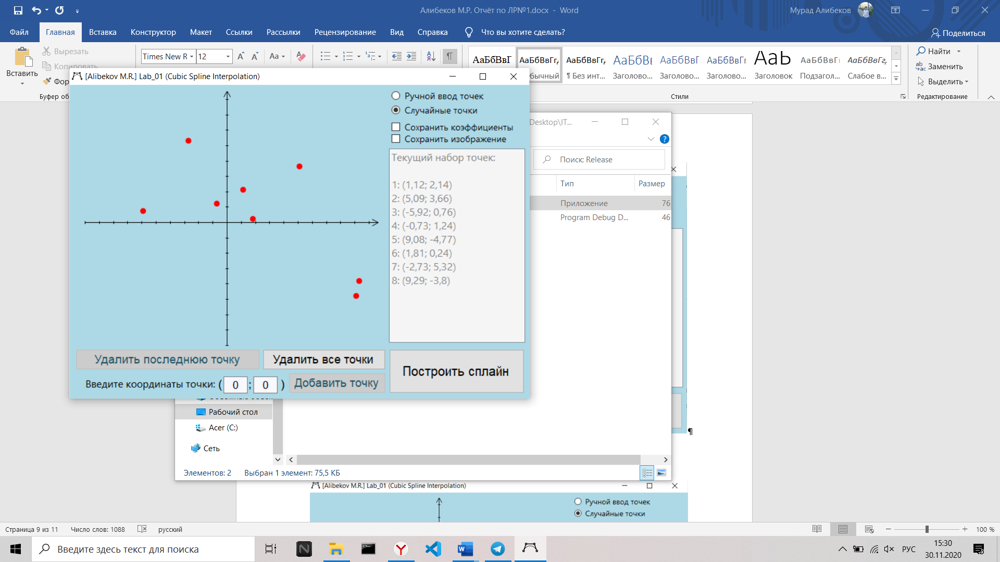 Алибеков М.Р. Отчёт по ЛР№1.docx - Word
Мурад Алибеков
Файл Главная Вставка Конструктор Макет Ссылки Рассылки Рецензирование Вид Справка Что вы хотите сделать? Поделиться
Вставить
Вырезать
Копировать
Фор
Буфер об
Times New R 12
Aa
АаБбВвГ АаБбВвГг, АаБбВвГг, АаБбВв АаБбВвГ АаБбВвГг АаЬ АаБбВвГг АаБбВвГг,
бычный ¶ Без инт... Заголово... Заголово... Заголово... Заголовок Подзагол... Слабое в...
Стили
Найти
Заменить
Выделить
Редактирование
[Alibekov M.R.] Lab_01 (Cubic Spline Interpolation)
Ручной ввод точек
Случайные точки
Сохранить коэффициенты
Сохранить изображение
Текущий набор точек:
1: (1,12; 2,14)
2: (5,09; 3,66)
3: (-5,92; 0,76)
4: (-0,73; 1,24)
5: (9,08; -4,77)
6: (1,81; 0,24)
7: (-2,73; 5,32)
8: (9,29; -3,8)
Удалить последнюю точку
Удалить все точки
Построить сплайн
Введите координаты точки: ( 0 ; 0 )
Добавить точку
Desktop\IT...
Поиск: Release
Тип Размер
Приложение 76
Program Debug D... 46
Рабочий стол
Acer (C:)
Сеть
Элементов: 2 Выбран 1 элемент: 75,5 КБ
¶
[Alibekov M.R.] Lab_01 (Cubic Spline Interpolation)
Ручной ввод точек
Случайные точки
Страница 9 из 11 Число слов: 1088 русский
100 %
Введите здесь текст для поиска
РУС
15:30
30.11.2020